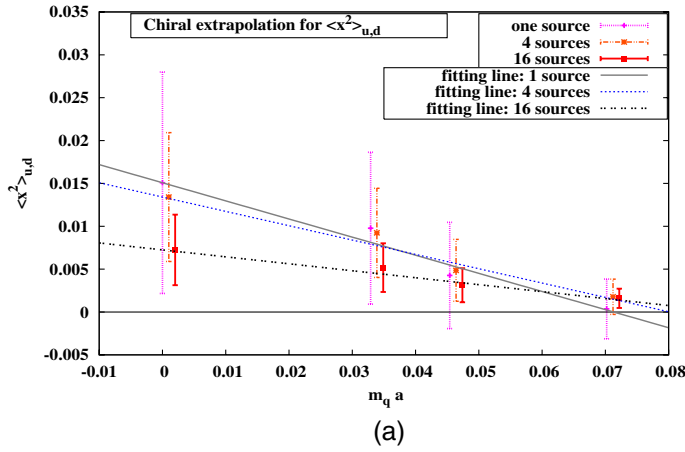 Chiral extrapolation for <x²>u,d
one source
4 sources
16 sources
fitting line: 1 source
fitting line: 4 sources
fitting line: 16 sources
0.035
0.03
0.025
0.02
0.015
0.01
0.005
0
-0.005
<x²>u,d
-0.01 0 0.01 0.02 0.03 0.04 0.05 0.06 0.07 0.08
mq a
(a)